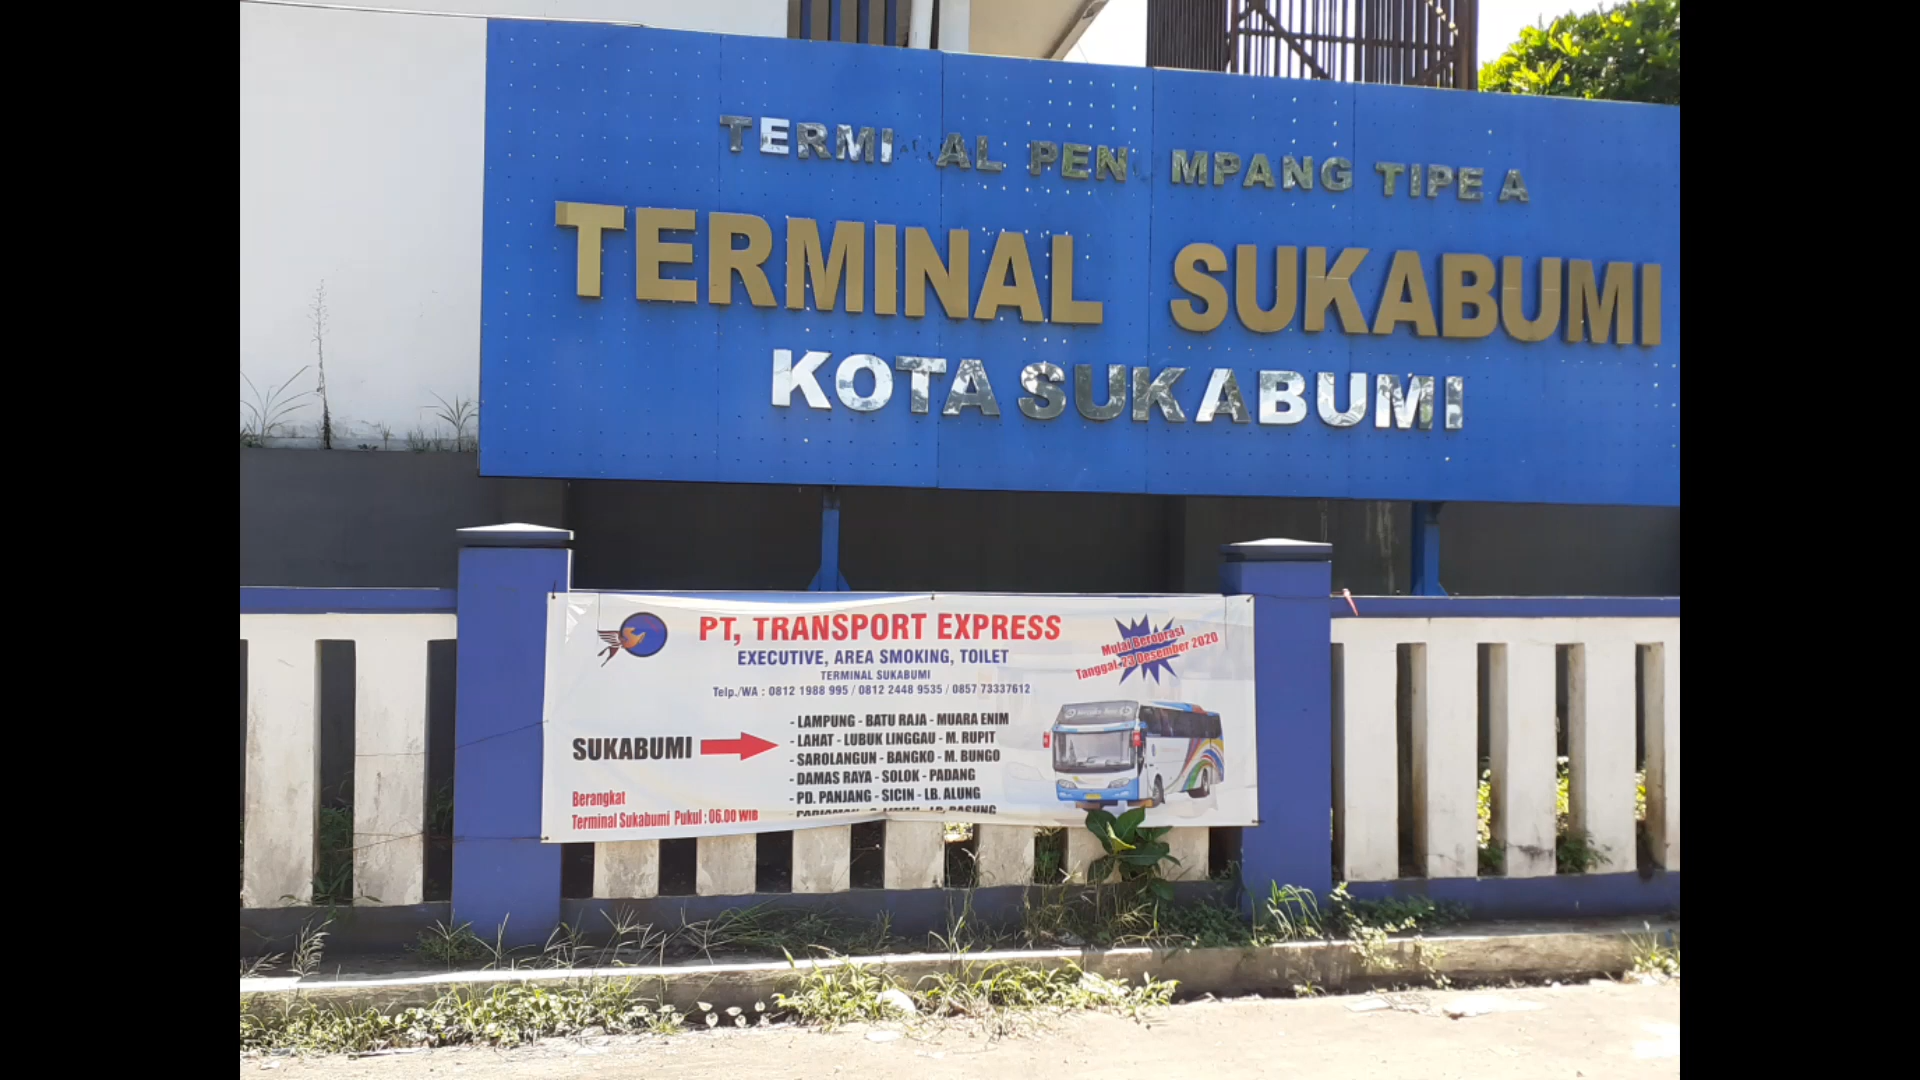 TERMI AL PEN MPANG TIPE A
TERMINAL SUKABUMI
KOTA SUKABUMI
PT, TRANSPORT EXPRESS
EXECUTIVE, AREA SMOKING, TOILET
TERMINAL SUKABUMI
Telp./WA : 0812 1988 995 / 0812 2448 9535 / 0857 73337612
Mulai Beroprasi
Tanggal, 23 Desember 2020
SUKABUMI
- LAMPUNG - BATU RAJA - MUARA ENIM
- LAHAT - LUBUK LINGGAU - M. RUPIT
- SAROLANGUN - BANGKO - M. BUNGO
- DAMAS RAYA - SOLOK - PADANG
- PD. PANJANG - SICIN - LB. ALUNG
Berangkat
Terminal Sukabumi Pukul : 06.00 WIB